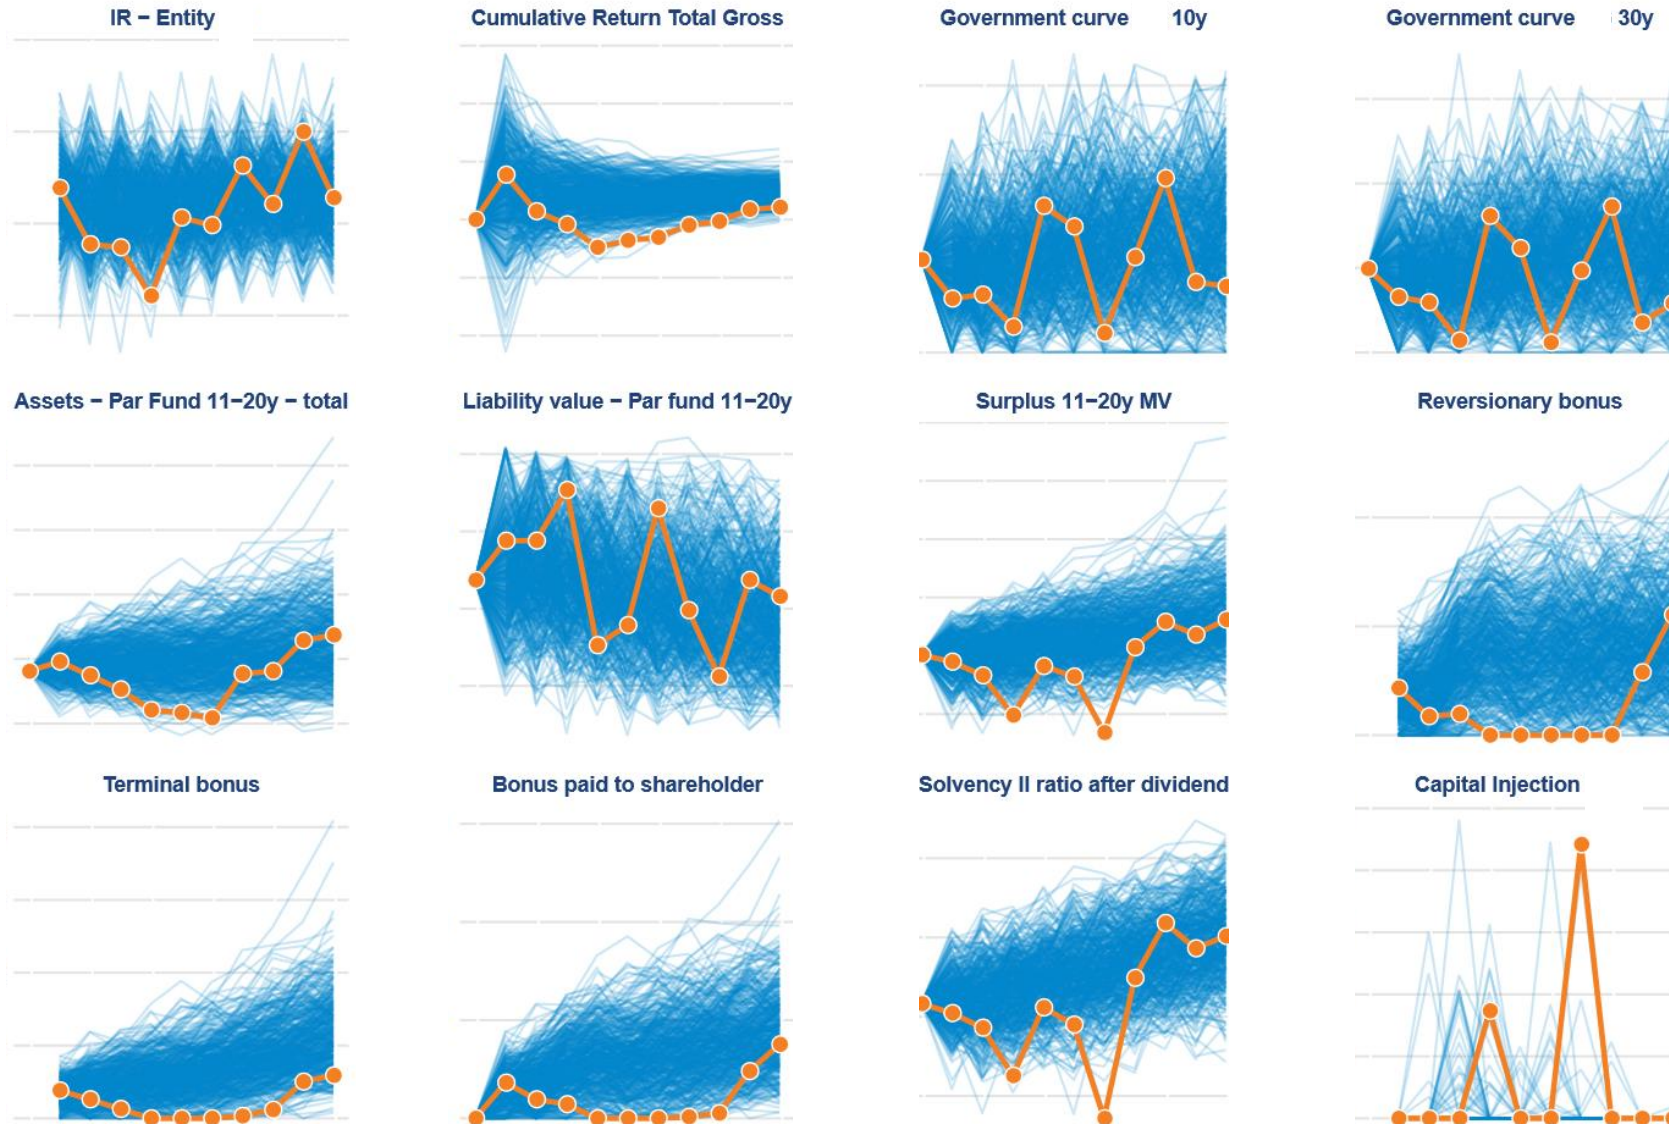 IR − Entity
Cumulative Return Total Gross
Government curve 10y
Government curve 30y
Assets − Par Fund 11−20y − total
Liability value − Par fund 11−20y
Surplus 11−20y MV
Reversionary bonus
Terminal bonus
Bonus paid to shareholder
Solvency II ratio after dividend
Capital Injection